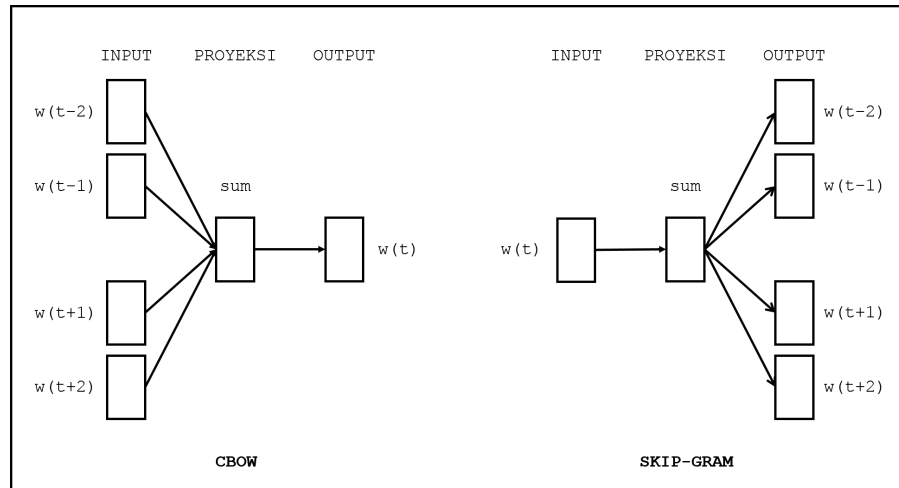 INPUT PROYEKSI OUTPUT
w(t-2)
w(t-1)
sum
w(t)
w(t+1)
w(t+2)
CBOW
INPUT PROYEKSI OUTPUT
w(t-2)
w(t-1)
sum
w(t)
w(t+1)
w(t+2)
SKIP-GRAM